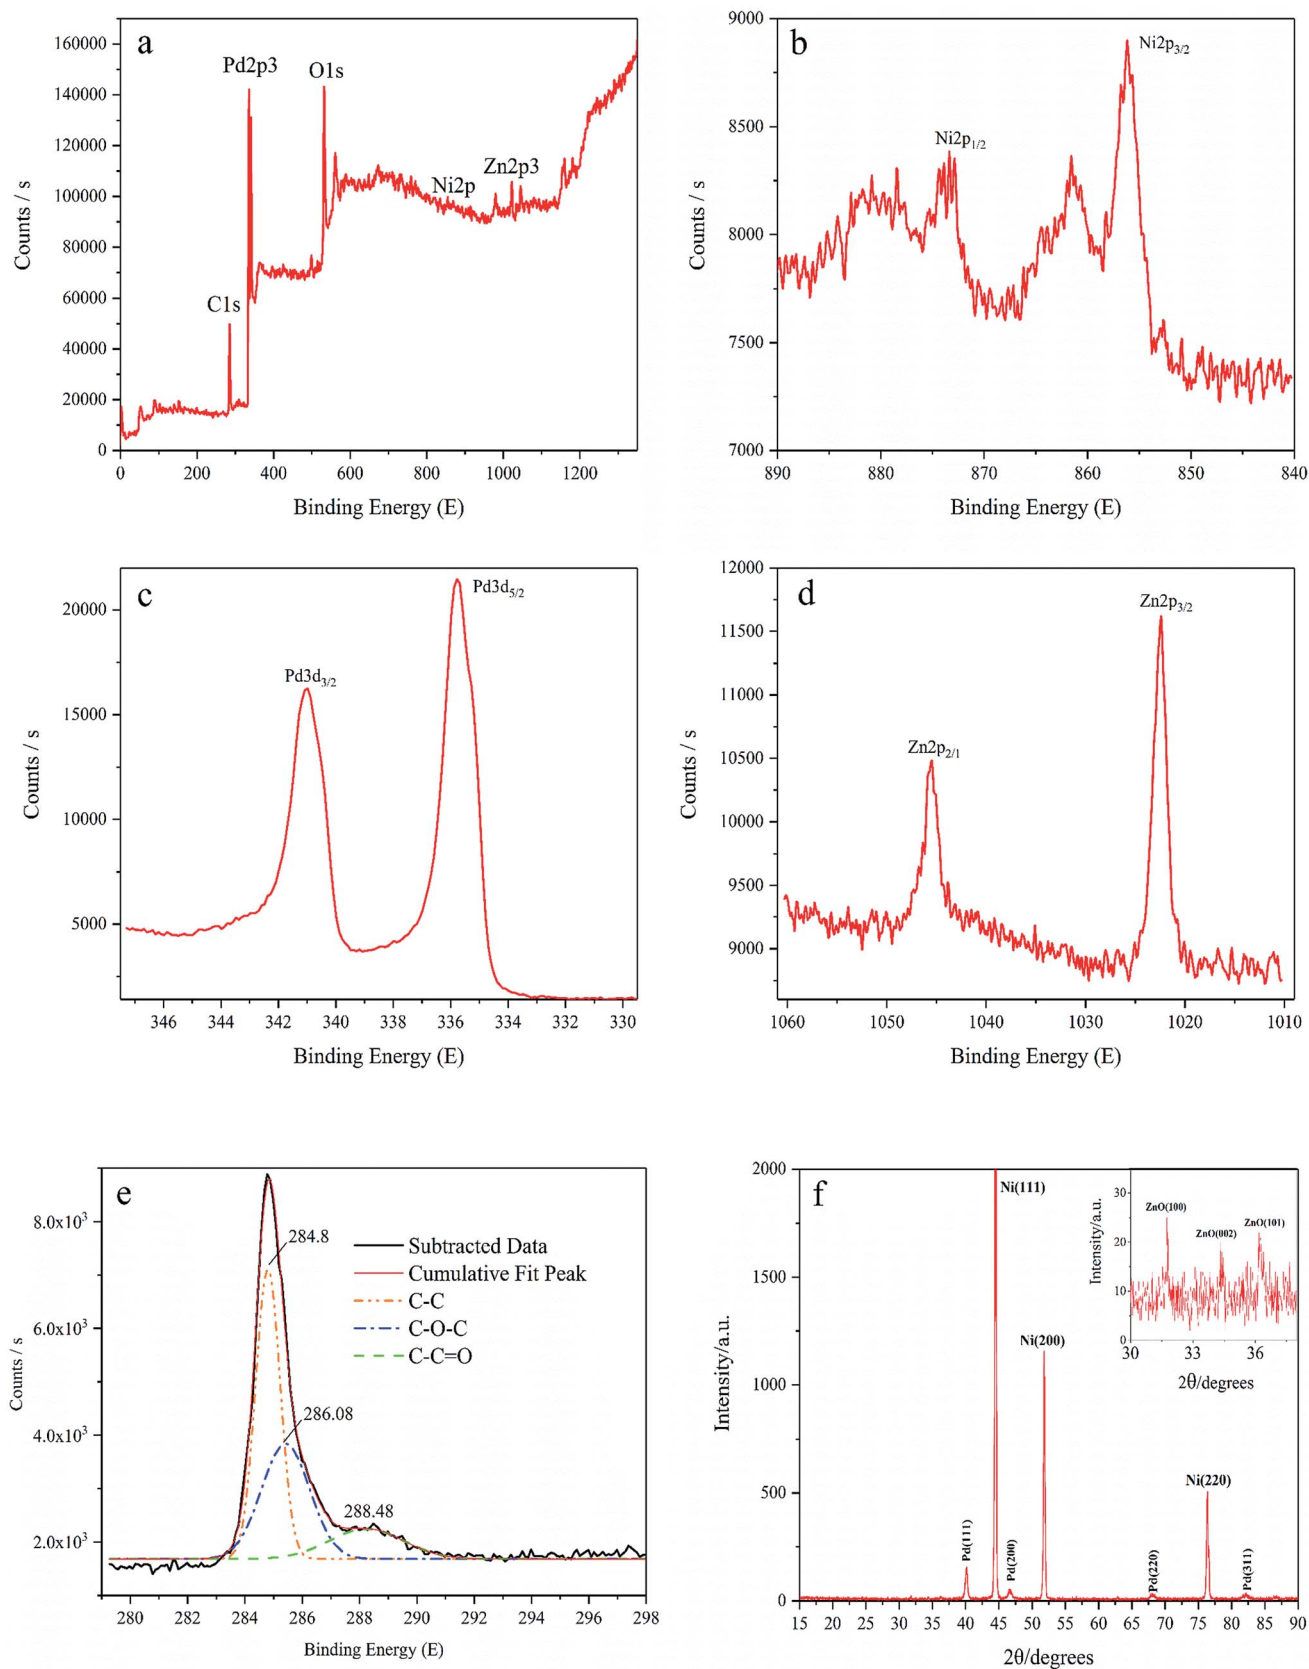 a
Pd2p3
O1s
C1s
Ni2p
Zn2p3
160000
140000
120000
100000
80000
60000
40000
20000
0
0 200 400 600 800 1000 1200
Counts / s
Binding Energy (E)
b
Ni2p3/2
Ni2p1/2
9000
8500
8000
7500
7000
890 880 870 860 850 840
Counts / s
Binding Energy (E)
c
Pd3d5/2
Pd3d3/2
20000
15000
10000
5000
346 344 342 340 338 336 334 332 330
Counts / s
Binding Energy (E)
d
Zn2p3/2
Zn2p2/1
12000
11500
11000
10500
10000
9500
9000
1060 1050 1040 1030 1020 1010
Counts / s
Binding Energy (E)
e
284.8
286.08
288.48
Subtracted Data
Cumulative Fit Peak
C-C
C-O-C
C-C=O
8.0x10³
6.0x10³
4.0x10³
2.0x10³
280 282 284 286 288 290 292 294 296 298
Counts / s
Binding Energy (E)
f
Ni(111)
Ni(200)
Ni(220)
Pd(111)
Pd(200)
Pd(220)
Pd(311)
2000
1500
1000
500
0
15 20 25 30 35 40 45 50 55 60 65 70 75 80 85 90
Intensity/a.u.
2θ/degrees
ZnO(100)
ZnO(002)
ZnO(101)
30
20
10
0
30 33 36
Intensity/a.u.
2θ/degrees